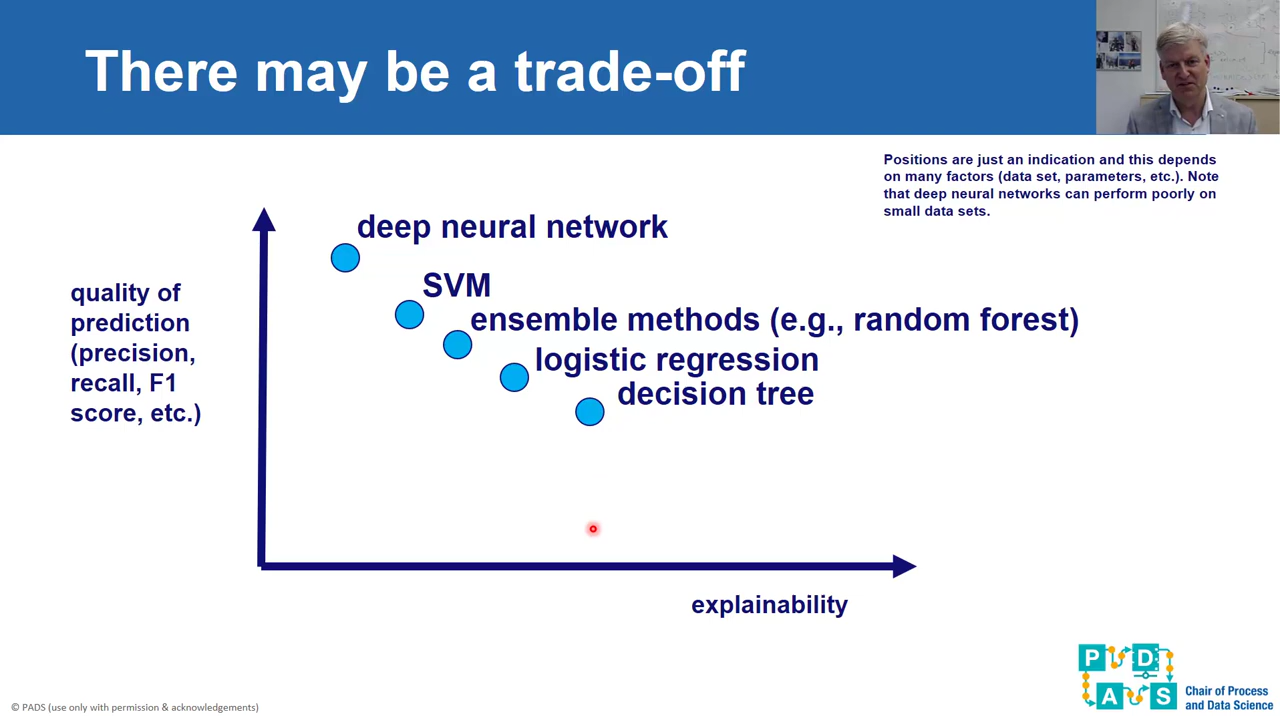 There may be a trade-off
Positions are just an indication and this depends
on many factors (data set, parameters, etc.). Note
that deep neural networks can perform poorly on
small data sets.
deep neural network
SVM
ensemble methods (e.g., random forest)
logistic regression
decision tree
quality of
prediction
(precision,
recall, F1
score, etc.)
explainability
P D
A S
Chair of Process
and Data Science
© PADS (use only with permission & acknowledgements)